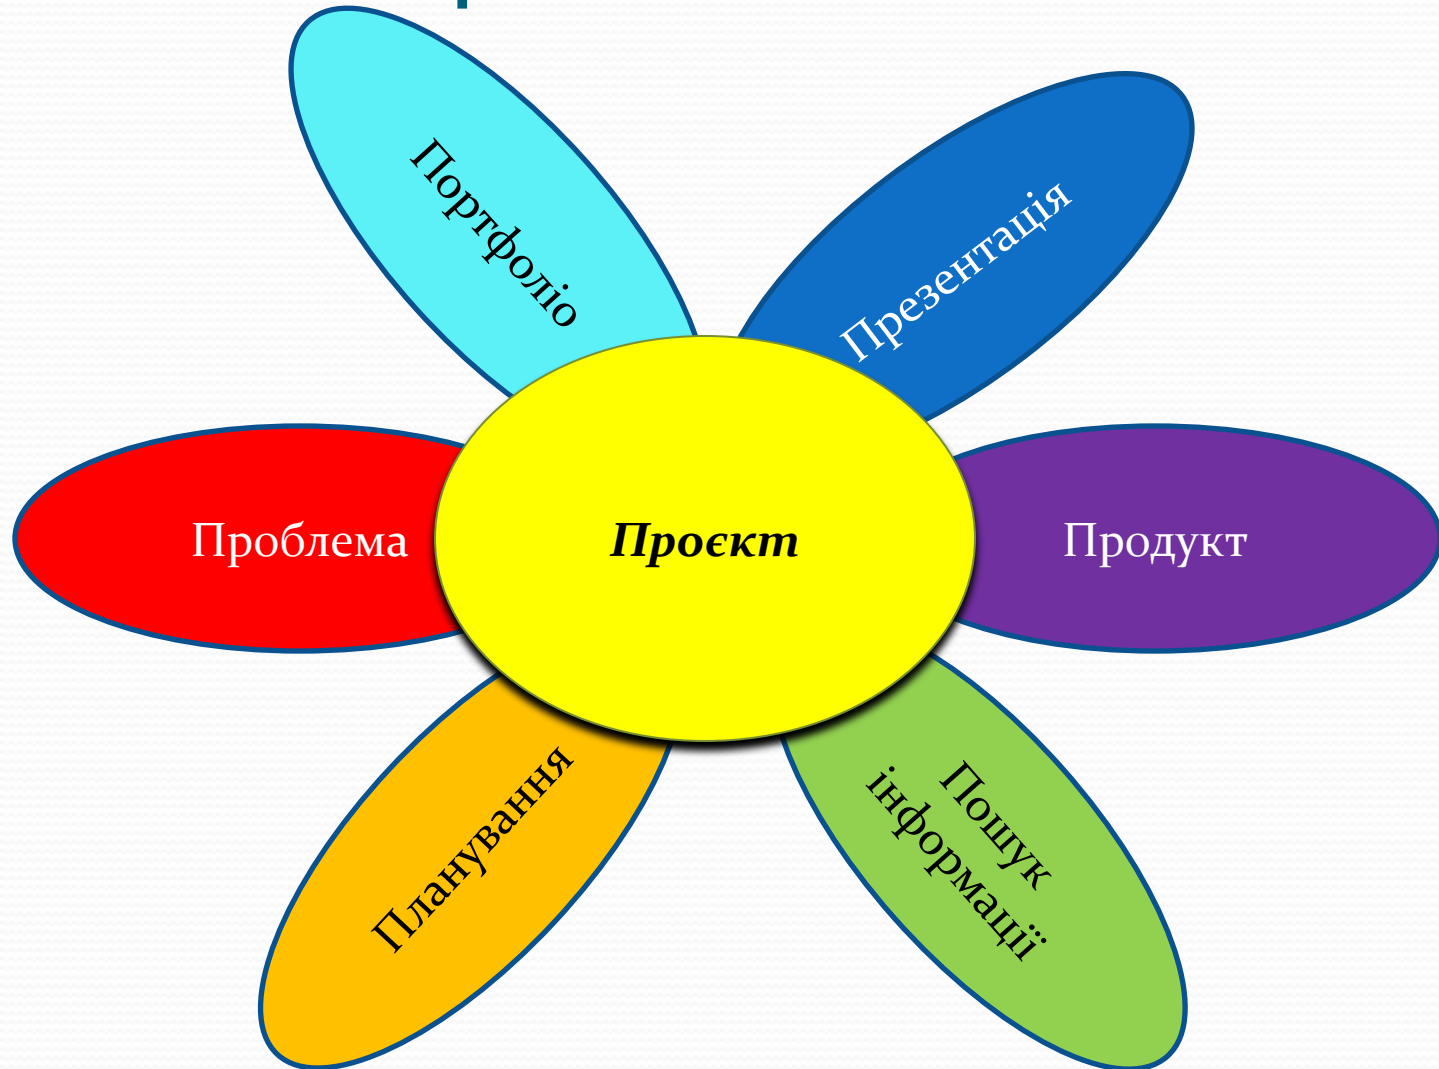 Портфоліо
Презентація
Проблема
Проєкт
Продукт
Планування
Пошук
інформації